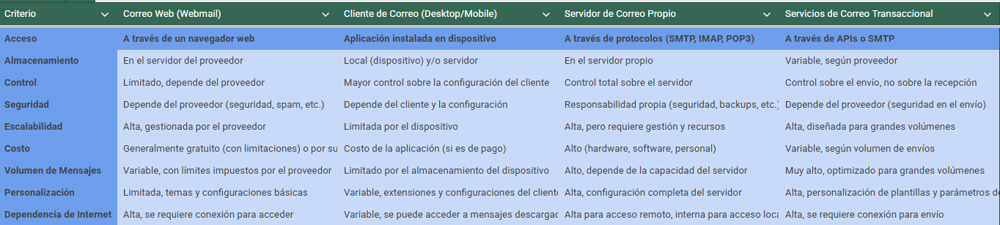 Criterio Correo Web (Webmail) Cliente de Correo (Desktop/Mobile) Servidor de Correo Propio Servicios de Correo Transaccional
Acceso A través de un navegador web Aplicación instalada en dispositivo A través de protocolos (SMTP, IMAP, POP3) A través de APIs o SMTP
Almacenamiento En el servidor del proveedor Local (dispositivo) y/o servidor En el servidor propio Variable, según proveedor
Control Limitado, depende del proveedor Mayor control sobre la configuración del cliente Control total sobre el servidor Control sobre el envío, no sobre la recepción
Seguridad Depende del proveedor (seguridad, spam, etc.) Depende del cliente y la configuración Responsabilidad propia (seguridad, backups, etc.) Depende del proveedor (seguridad en el envío)
Escalabilidad Alta, gestionada por el proveedor Limitada por el dispositivo Alta, pero requiere gestión y recursos Alta, diseñada para grandes volúmenes
Costo Generalmente gratuito (con limitaciones) o por su Costo de la aplicación (si es de pago) Alto (hardware, software, personal) Variable, según volumen de envíos
Volumen de Mensajes Variable, con límites impuestos por el proveedor Limitado por el almacenamiento del dispositivo Alto, depende de la capacidad del servidor Muy alto, optimizado para grandes volúmenes
Personalización Limitada, temas y configuraciones básicas Variable, extensiones y configuraciones del cliente Alta, configuración completa del servidor Alta, personalización de plantillas y parámetros de
Dependencia de Internet Alta, se requiere conexión para acceder Variable, se puede acceder a mensajes descargad Alta para acceso remoto, interna para acceso loca Alta, se requiere conexión para envío